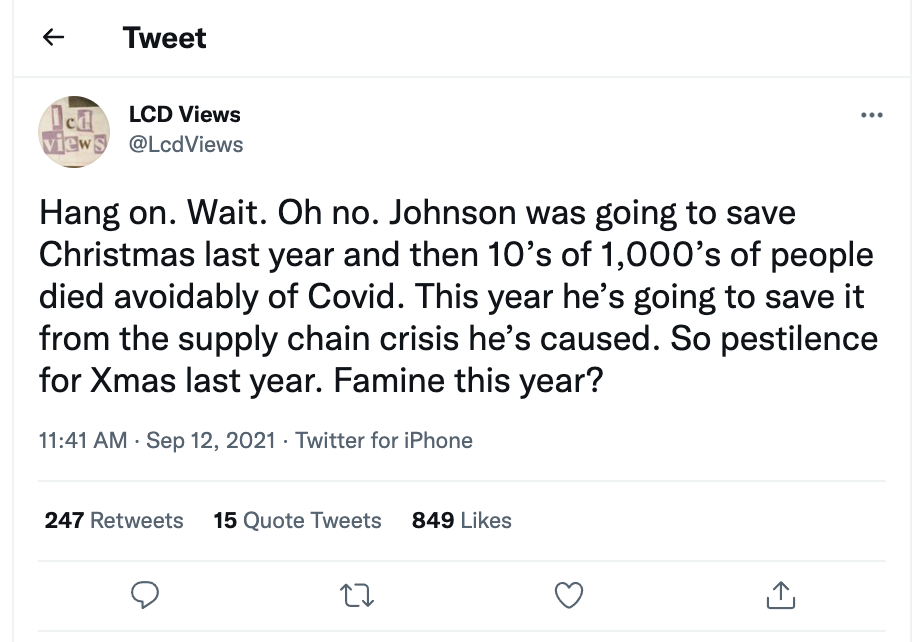 Tweet
lcd
views
LCD Views
@LcdViews
Hang on. Wait. Oh no. Johnson was going to save
Christmas last year and then 10’s of 1,000’s of people
died avoidably of Covid. This year he’s going to save it
from the supply chain crisis he’s caused. So pestilence
for Xmas last year. Famine this year?
11:41 AM · Sep 12, 2021 · Twitter for iPhone
247 Retweets 15 Quote Tweets 849 Likes